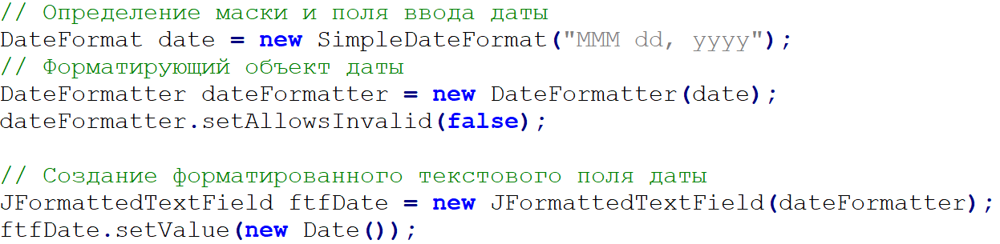 // Определение маски и поля ввода даты
DateFormat date = new SimpleDateFormat("MMM dd, yyyy");
// Форматирующий объект даты
DateFormatter dateFormatter = new DateFormatter(date);
dateFormatter.setAllowsInvalid(false);
// Создание форматированного текстового поля даты
JFormattedTextField ftfDate = new JFormattedTextField(dateFormatter);
ftfDate.setValue(new Date());